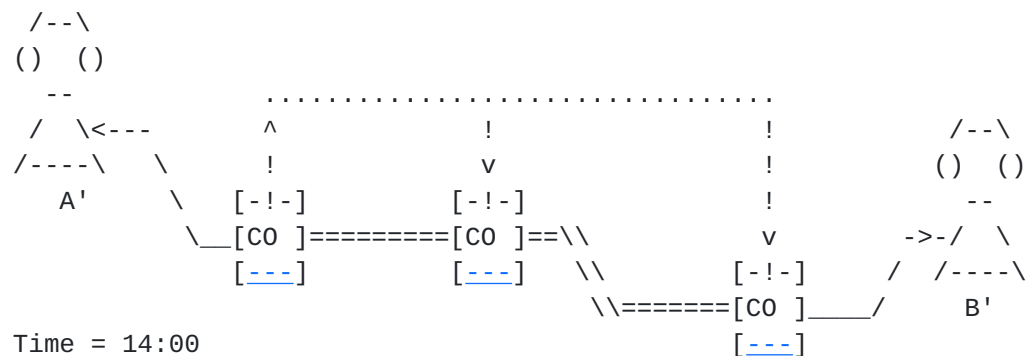 /--\
()  ()
  --             .................................
 /  \<---        ^             !                 !           /--\
/----\   \       !             v                 !          ()  ()
   A'     \    [-!-]         [-!-]               !            --
           \__[CO ]=========[CO ]==\\            v        ->-/  \
              [---]         [---]    \\        [-!-]     /  /----\
                                      \\=======[CO ]____/     B'
Time = 14:00                                   [---]